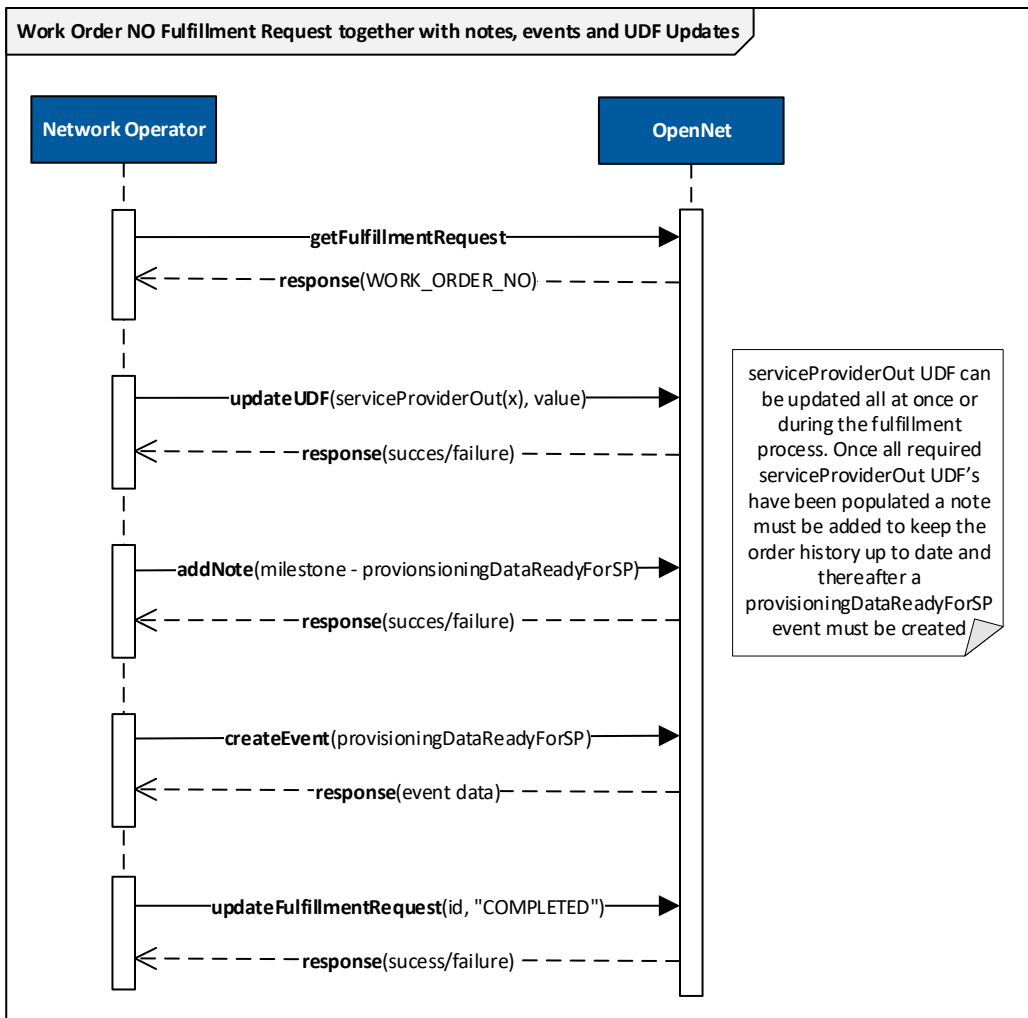 Work Order NO Fulfillment Request together with notes, events and UDF Updates
Network Operator
OpenNet
getFulfillmentRequest
response(WORK_ORDER_NO)
updateUDF(serviceProviderOut(x), value)
response(succes/failure)
addNote(milestone - provionsioningDataReadyForSP)
response(succes/failure)
createEvent(provisioningDataReadyForSP)
response(event data)
updateFulfillmentRequest(id, "COMPLETED")
response(sucess/failure)
serviceProviderOut UDF can
be updated all at once or
during the fulfillment
process. Once all required
serviceProviderOut UDF’s
have been populated a note
must be added to keep the
order history up to date and
thereafter a
provisioningDataReadyForSP
event must be created